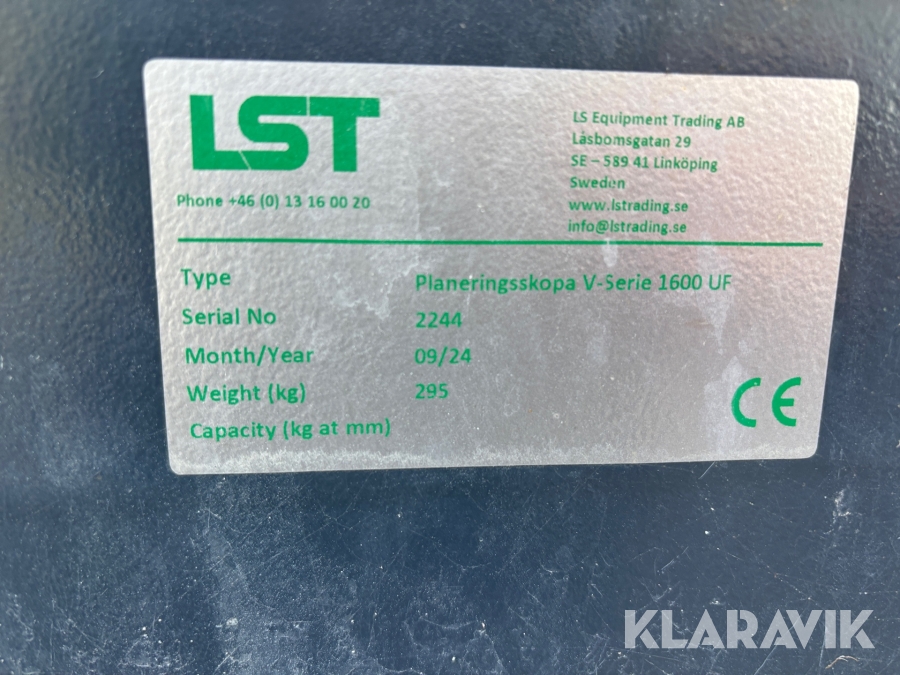 LST
Phone +46 (0) 13 16 00 20
LS Equipment Trading AB
Låsbomsgatan 29
SE – 589 41 Linköping
Sweden
www.lstrading.se
info@lstrading.se
Type Planeringsskopa V-Serie 1600 UF
Serial No 2244
Month/Year 09/24
Weight (kg) 295
Capacity (kg at mm)
CE
KLARAVIK